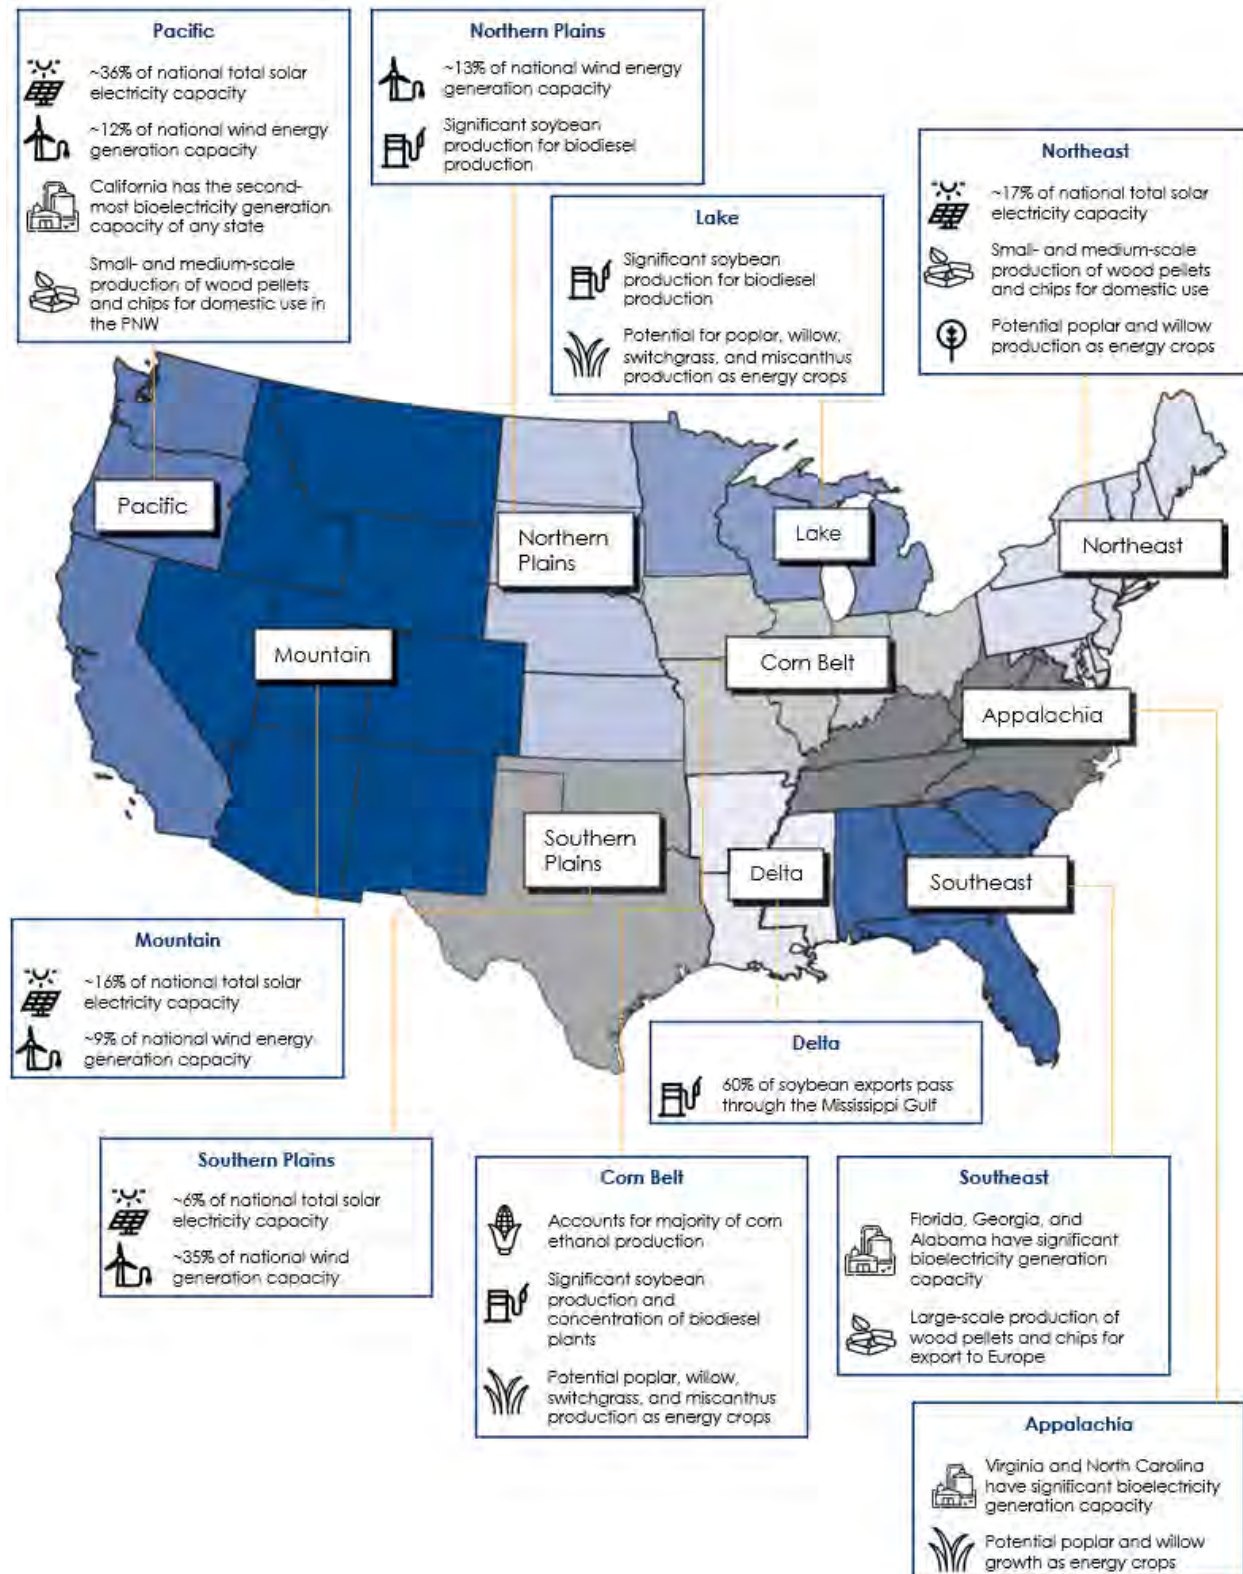 Pacific
~36% of national total solar
electricity capacity
~12% of national wind energy
generation capacity
California has the second-
most bioelectricity generation
capacity of any state
Small- and medium-scale
production of wood pellets
and chips for domestic use in
the PNW
Northern Plains
~13% of national wind energy
generation capacity
Significant soybean
production for biodiesel
production
Lake
Significant soybean
production for biodiesel
production
Potential for poplar, willow,
switchgrass, and miscanthus
production as energy crops
Northeast
~17% of national total solar
electricity capacity
Small- and medium-scale
production of wood pellets
and chips for domestic use
Potential poplar and willow
production as energy crops
Pacific
Northern
Plains
Lake
Northeast
Mountain
Corn Belt
Appalachia
Southern
Plains
Delta
Southeast
Mountain
~16% of national total solar
electricity capacity
~9% of national wind energy
generation capacity
Delta
60% of soybean exports pass
through the Mississippi Gulf
Southern Plains
~6% of national total solar
electricity capacity
~35% of national wind
generation capacity
Corn Belt
Accounts for majority of corn
ethanol production
Significant soybean
production and
concentration of biodiesel
plants
Potential poplar, willow,
switchgrass, and miscanthus
production as energy crops
Southeast
Florida, Georgia, and
Alabama have significant
bioelectricity generation
capacity
Large-scale production of
wood pellets and chips for
export to Europe
Appalachia
Virginia and North Carolina
have significant bioelectricity
generation capacity
Potential poplar and willow
growth as energy crops